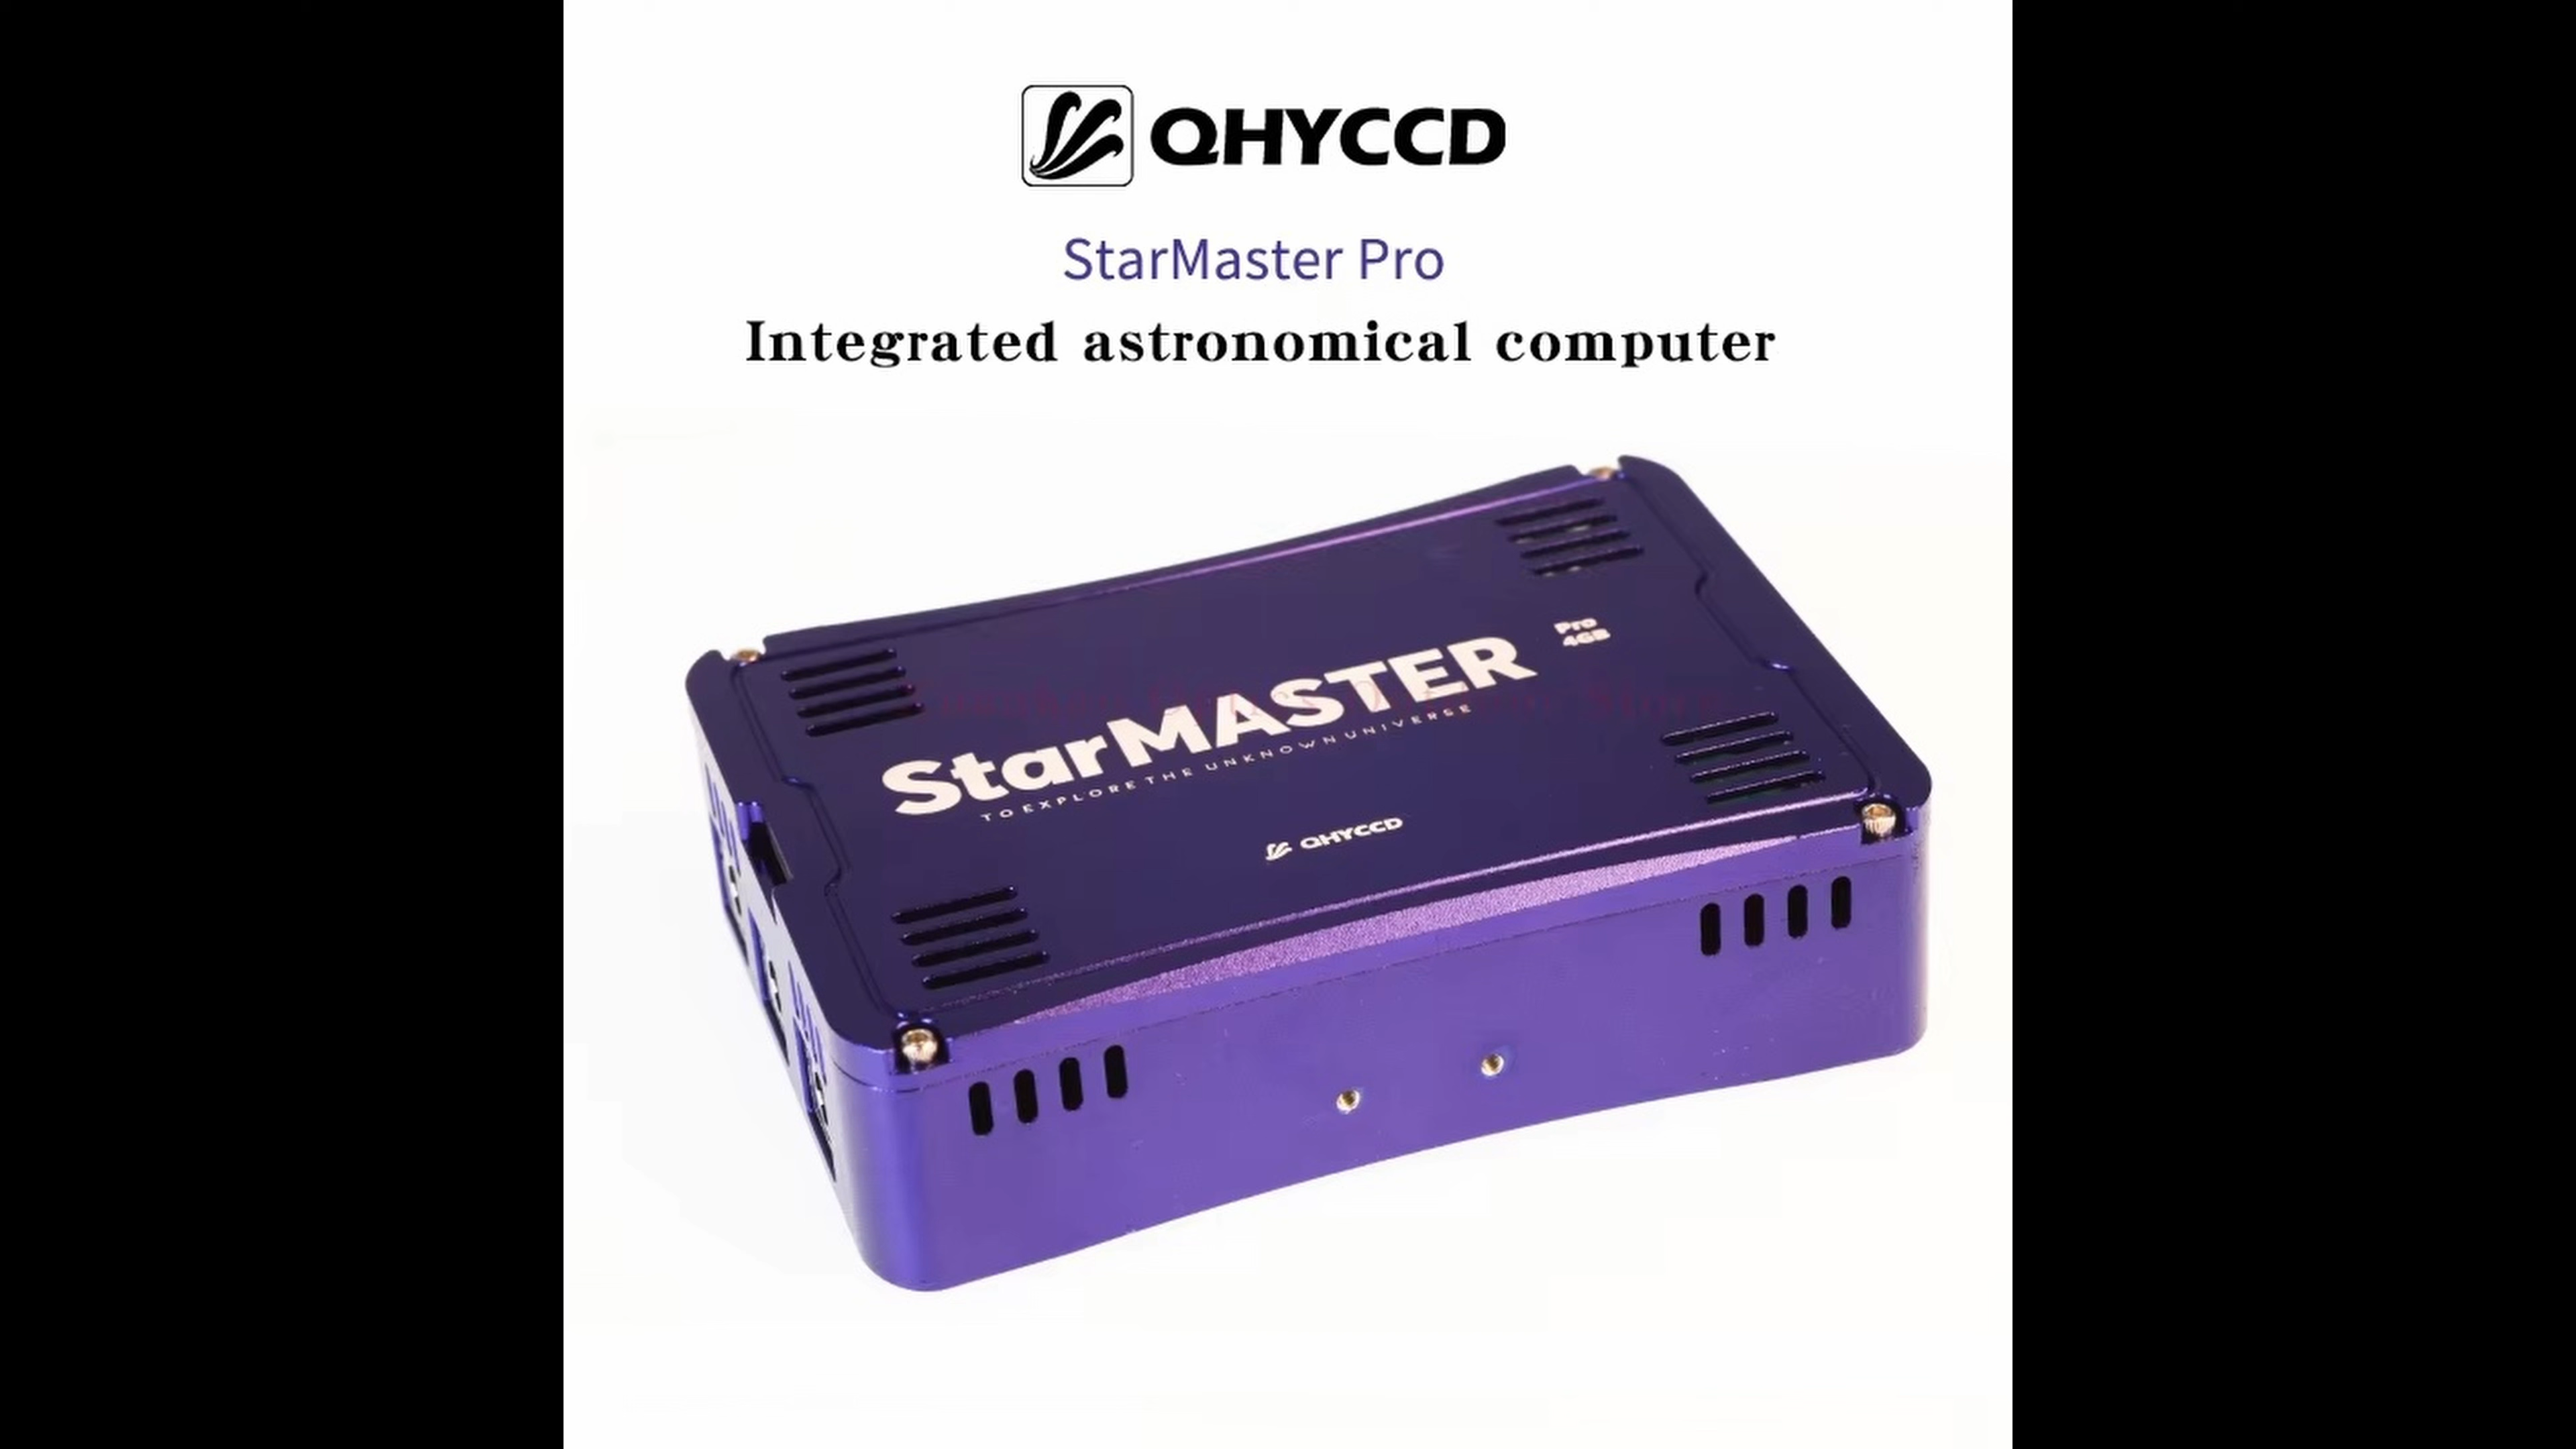 QHYCCD
StarMaster Pro
Integrated astronomical computer
Pro
4GB
StarMASTER
TO EXPLORE THE UNKNOWN UNIVERSE
QHYCCD